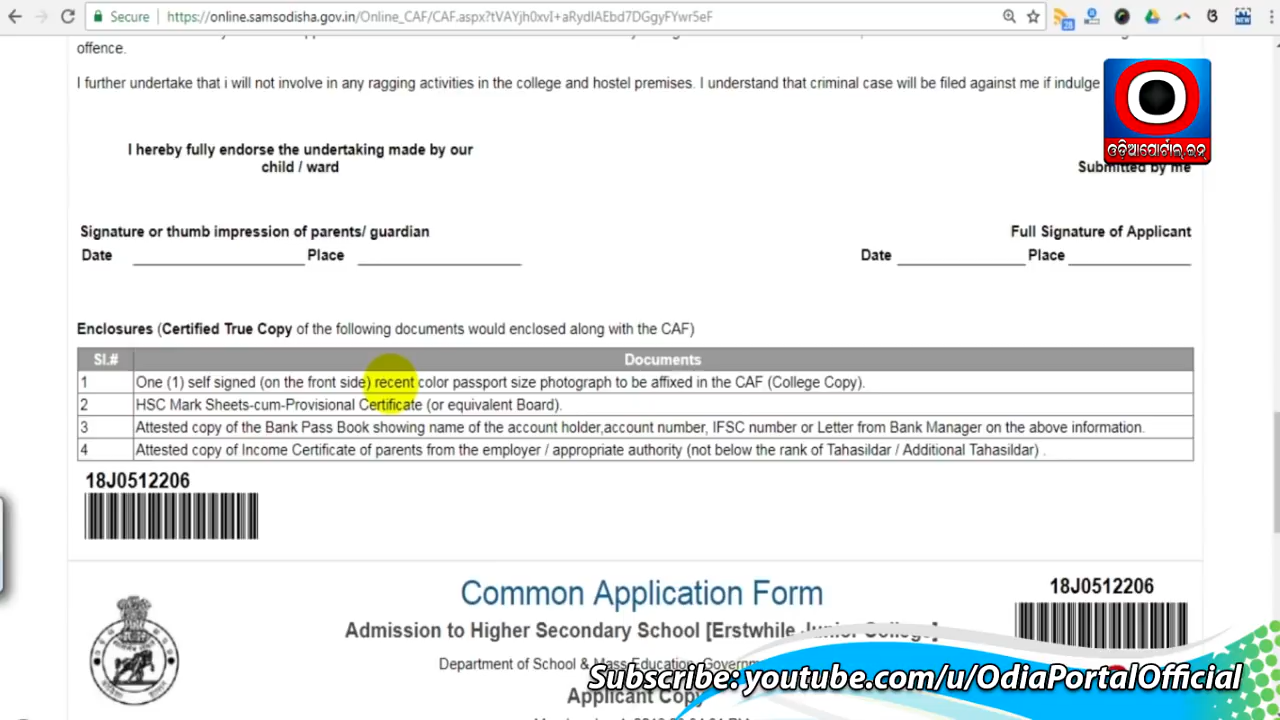 Secure https://online.samsodisha.gov.in/Online_CAF/CAF.aspx?tVAYjh0xvI+aRydIAEbd7DGgyFYwr5eF
28
NEW
offence.
I further undertake that i will not involve in any ragging activities in the college and hostel premises. I understand that criminal case will be filed against me if indulge
ଓଡ଼ିଆପୋର୍ଟାଲ୍.ଇନ୍
I hereby fully endorse the undertaking made by our
child / ward
Submitted by me
Signature or thumb impression of parents/ guardian
Full Signature of Applicant
Date Place Date Place
Enclosures (Certified True Copy of the following documents would enclosed along with the CAF)
Sl.# Documents
1 One (1) self signed (on the front side) recent color passport size photograph to be affixed in the CAF (College Copy).
2 HSC Mark Sheets-cum-Provisional Certificate (or equivalent Board).
3 Attested copy of the Bank Pass Book showing name of the account holder,account number, IFSC number or Letter from Bank Manager on the above information.
4 Attested copy of Income Certificate of parents from the employer / appropriate authority (not below the rank of Tahasildar / Additional Tahasildar) .
18J0512206
Common Application Form
18J0512206
Admission to Higher Secondary School [Erstwhile Junior College]
Department of School & Mass Education,
Subscribe: youtube.com/u/OdiaPortalOfficial
Applicant Copy